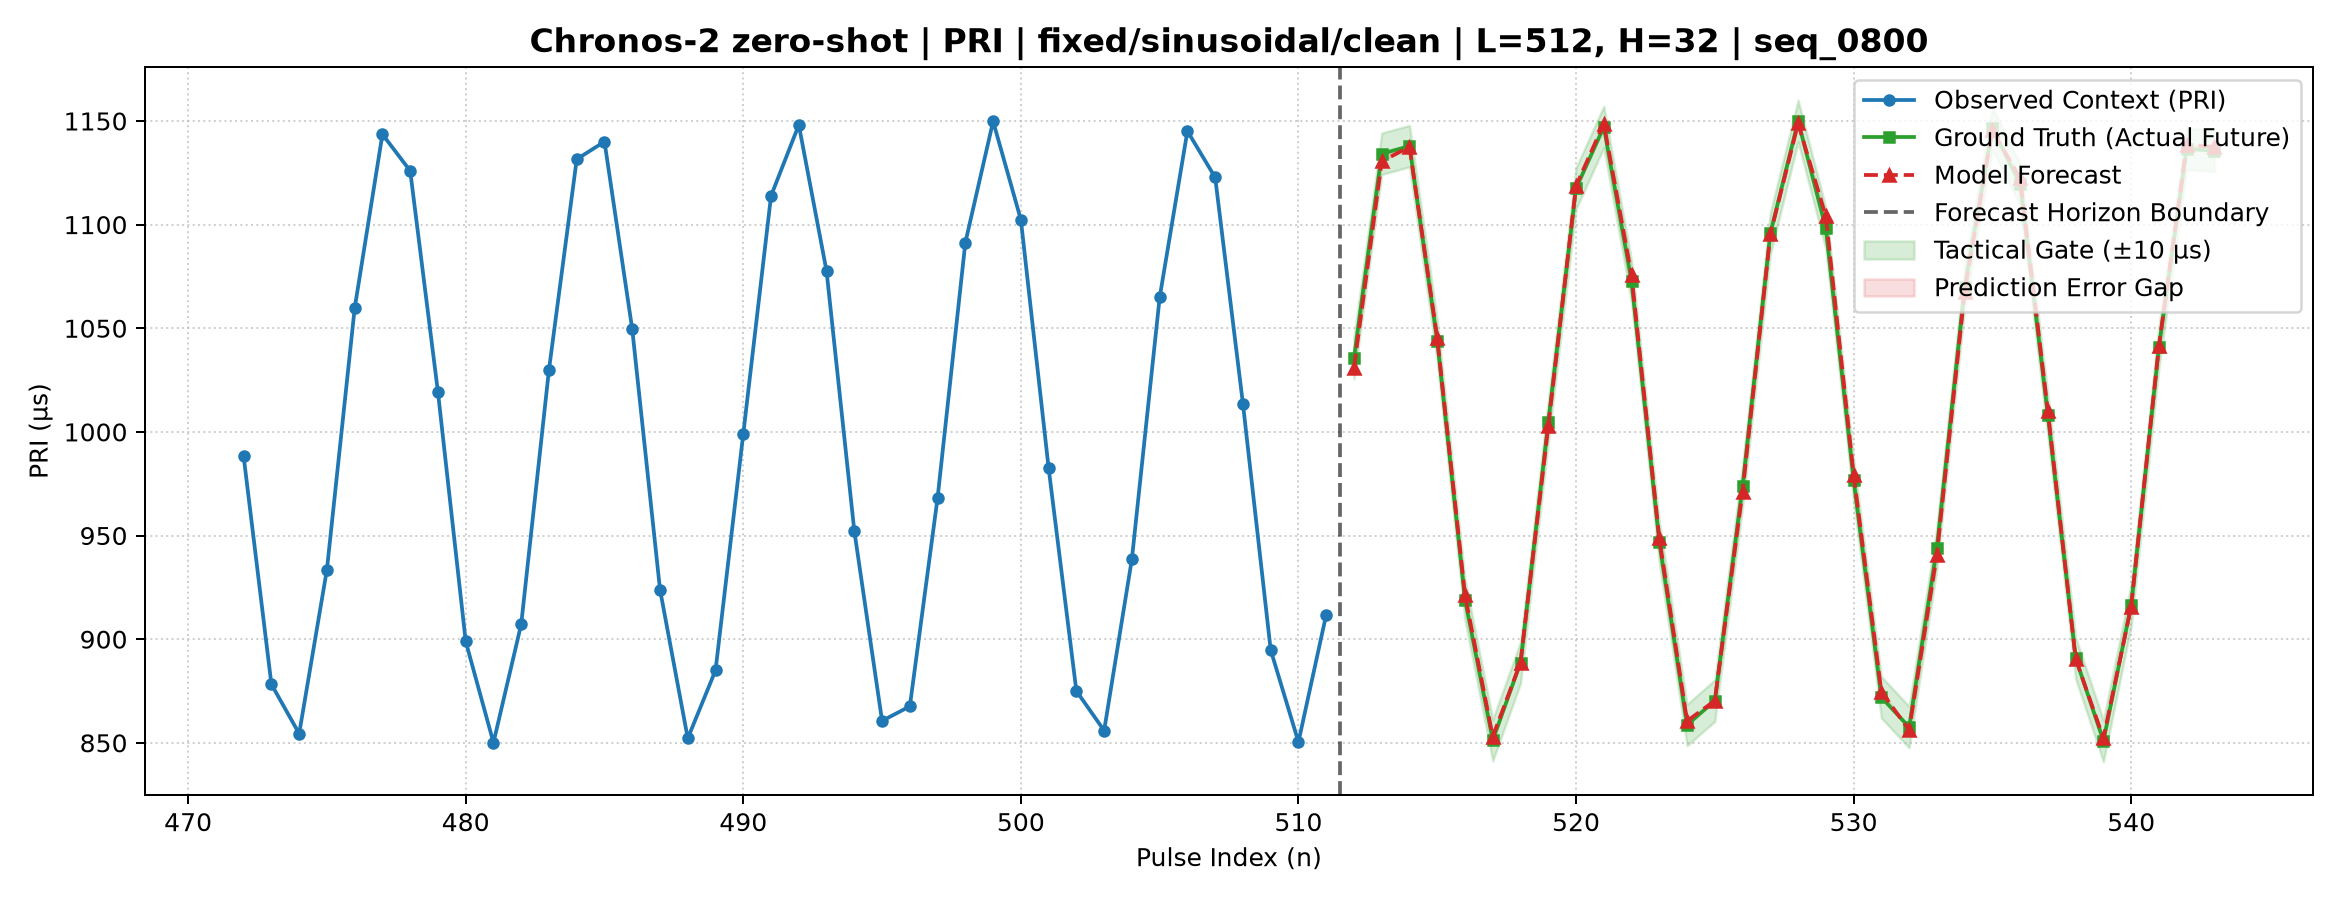 Chronos-2 zero-shot | PRI | fixed/sinusoidal/clean | L=512, H=32 | seq_0800
PRI (µs)
1150
1100
1050
1000
950
900
850
470 480 490 500 510 520 530 540
Pulse Index (n)
Observed Context (PRI)
Ground Truth (Actual Future)
Model Forecast
Forecast Horizon Boundary
Tactical Gate (±10 µs)
Prediction Error Gap